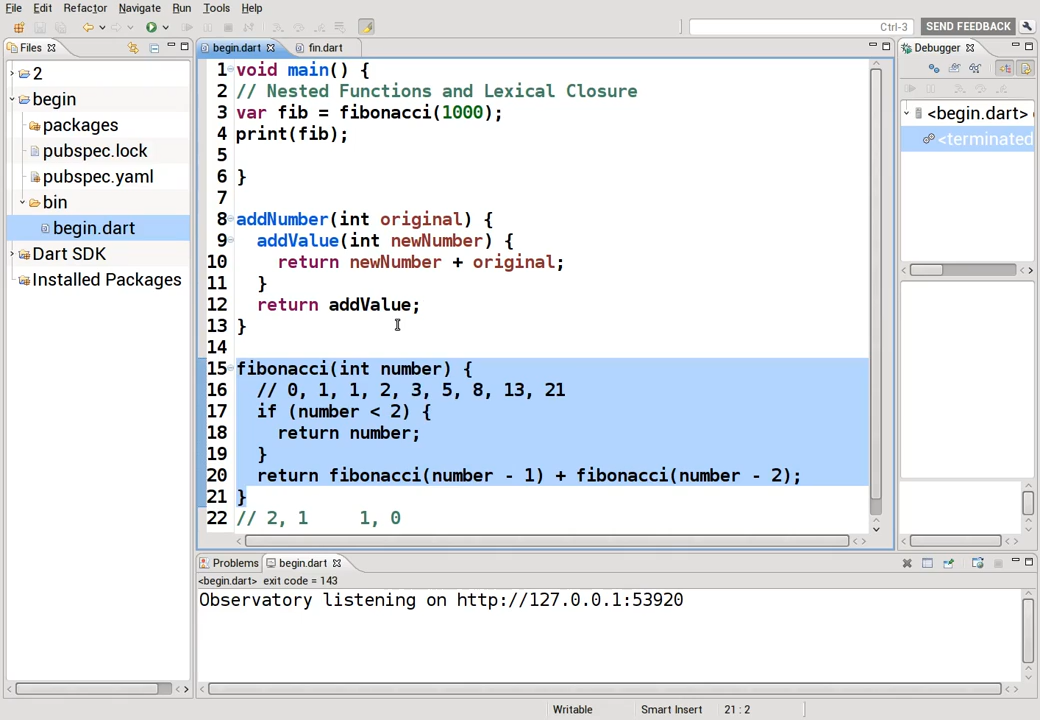 File Edit Refactor Navigate Run Tools Help
Ctrl-3 SEND FEEDBACK
Files
begin.dart fin.dart
Debugger
2
begin
packages
pubspec.lock
pubspec.yaml
bin
begin.dart
Dart SDK
Installed Packages
1 void main() {
2 // Nested Functions and Lexical Closure
3 var fib = fibonacci(1000);
4 print(fib);
5
6 }
7
8 addNumber(int original) {
9 addValue(int newNumber) {
10 return newNumber + original;
11 }
12 return addValue;
13 }
14
15 fibonacci(int number) {
16 // 0, 1, 1, 2, 3, 5, 8, 13, 21
17 if (number < 2) {
18 return number;
19 }
20 return fibonacci(number - 1) + fibonacci(number - 2);
21 }
22 // 2, 1 1, 0
<begin.dart>
<terminated
Problems begin.dart
<begin.dart> exit code = 143
Observatory listening on http://127.0.0.1:53920
Writable Smart Insert 21 : 2